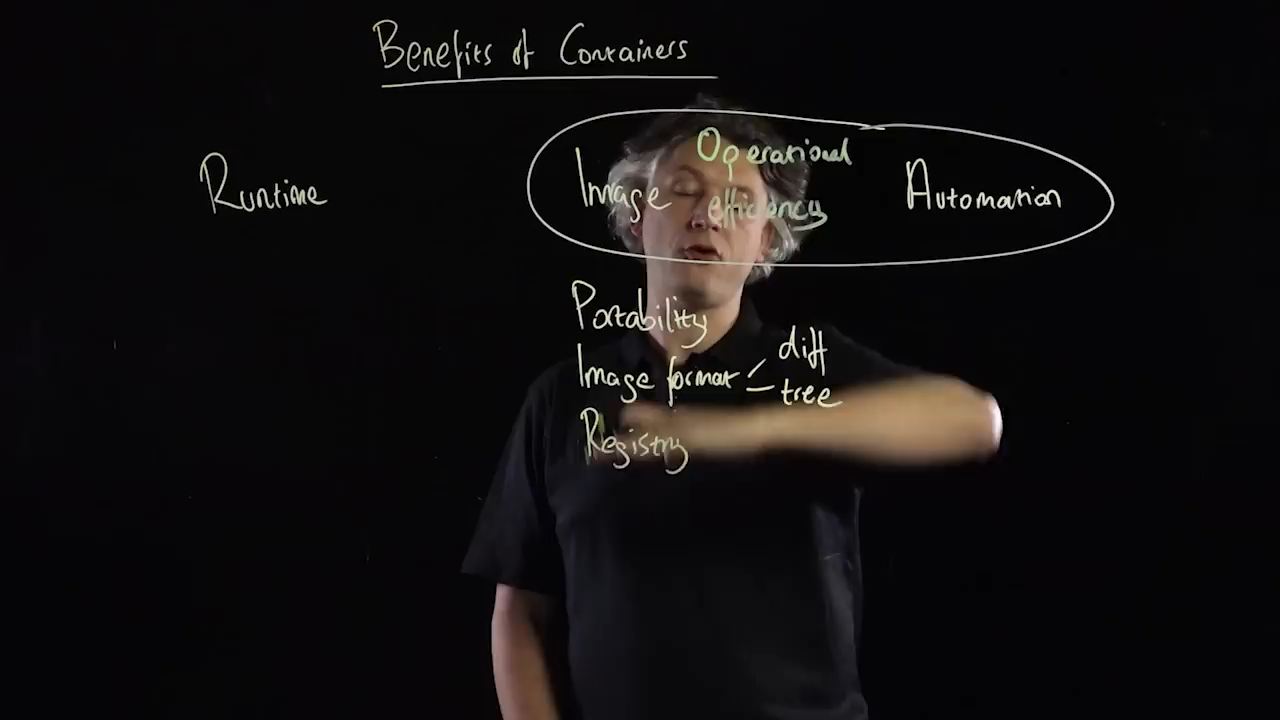 Benefits of Containers
Runtime
Image
Operational
efficiency
Automation
Portability
Image format
diff
tree
Registry